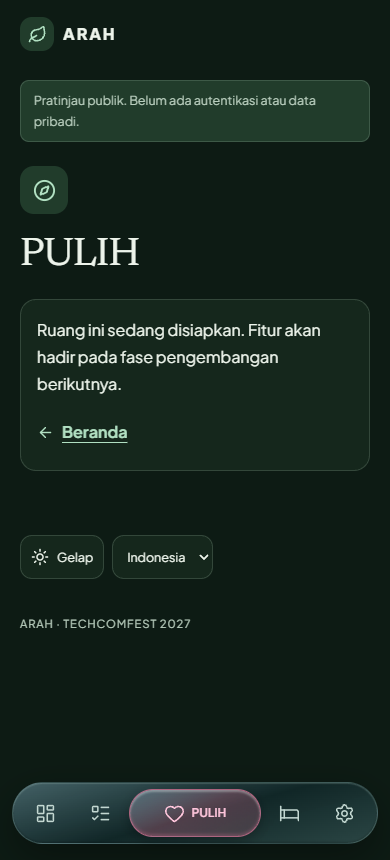 ARAH
Pratinjau publik. Belum ada autentikasi atau data
pribadi.
PULIH
Ruang ini sedang disiapkan. Fitur akan
hadir pada fase pengembangan
berikutnya.
← Beranda
Gelap
Indonesia
ARAH · TECHCOMFEST 2027
PULIH